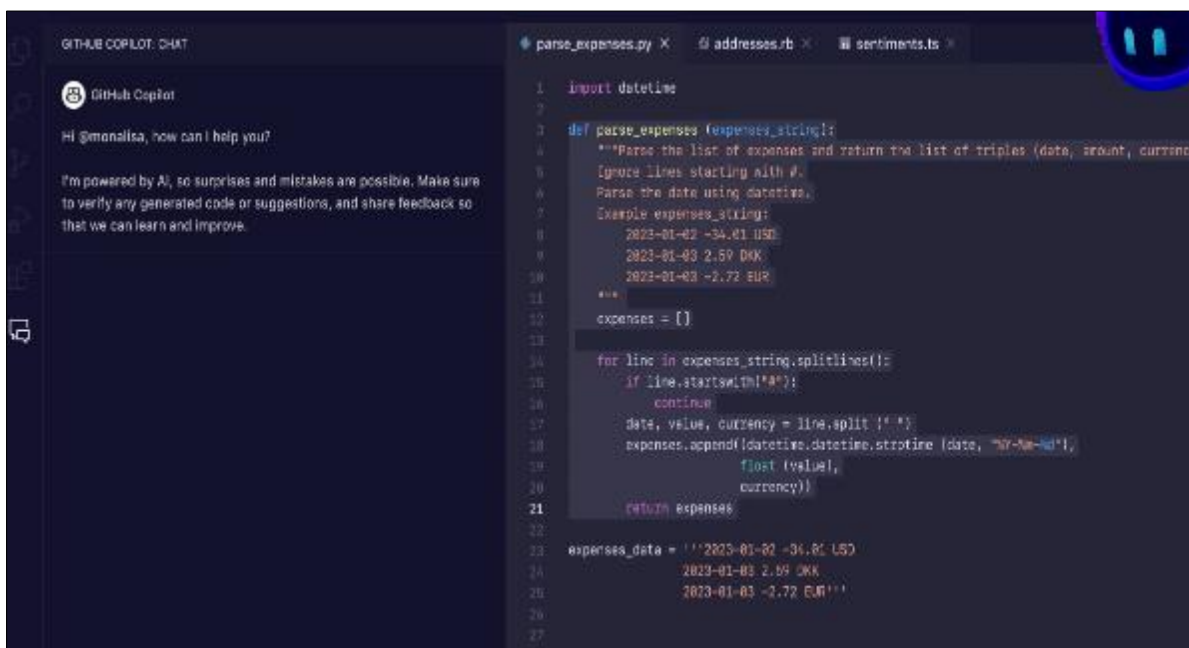 GITHUB COPILOT: CHAT
GitHub Copilot
Hi @monalisa, how can I help you?
I'm powered by AI, so surprises and mistakes are possible. Make sure
to verify any generated code or suggestions, and share feedback so
that we can learn and improve.
parse_expenses.py × addresses.rb × sentiments.ts ×
1 import datetime
2
3 def parse_expenses (expenses_string):
4 """Parse the list of expenses and return the list of triples (date, amount, currenc
5 Ignore lines starting with #.
6 Parse the date using datetime.
7 Example expenses_string:
8 2023-01-02 -34.01 USD
9 2023-01-03 2.59 DKK
10 2023-01-03 -2.72 EUR
11 """
12 expenses = []
13
14 for line in expenses_string.splitlines():
15 if line.startswith("#"):
16 continue
17 date, value, currency = line.split (" ")
18 expenses.append((datetime.datetime.strptime (date, "%Y-%m-%d"),
19 float (value),
20 currency))
21 return expenses
22
23 expenses_data = '''2023-01-02 -34.01 USD
24 2023-01-03 2.59 DKK
25 2023-01-03 -2.72 EUR'''
26
27